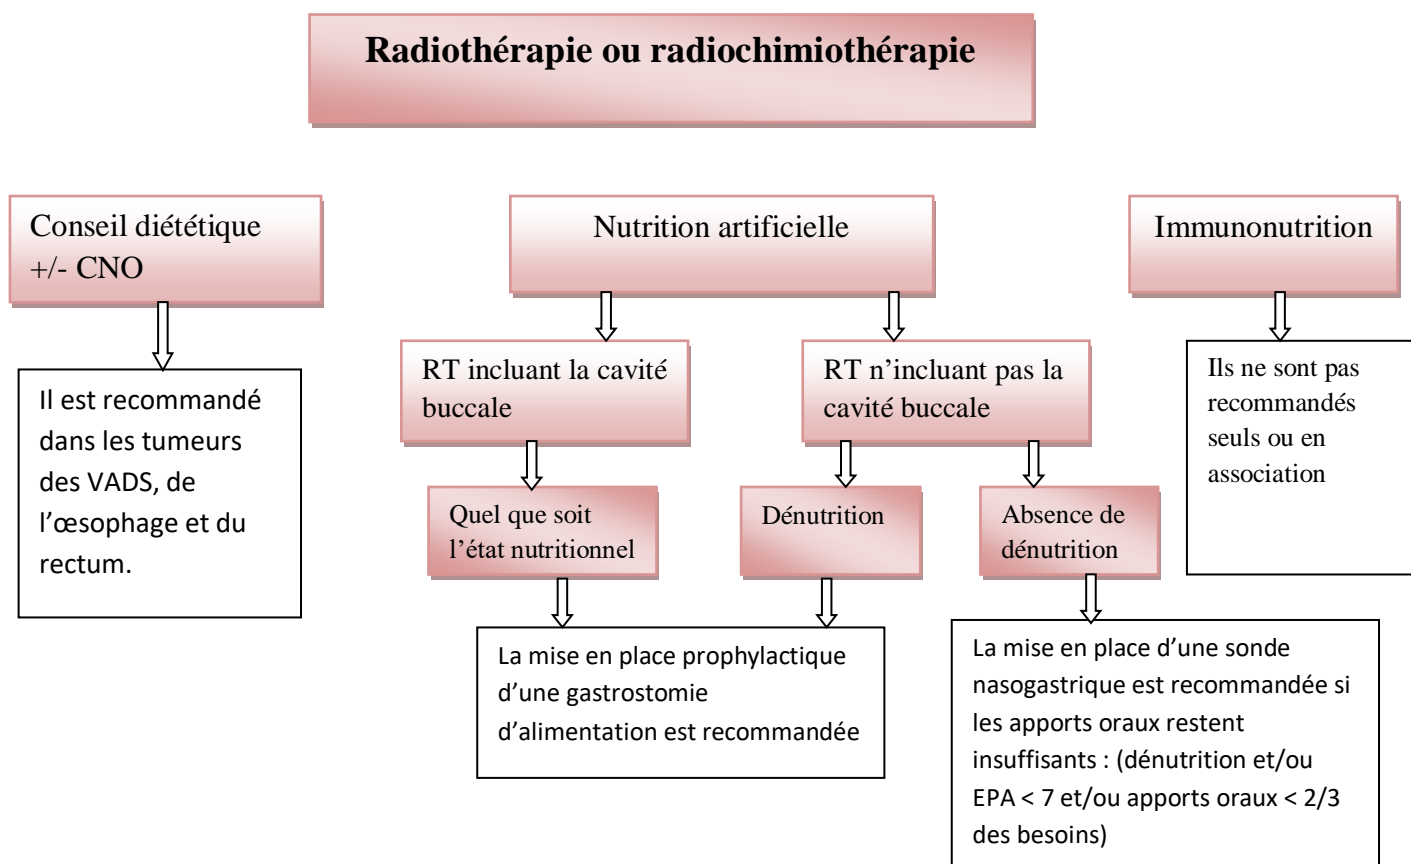 Radiothérapie ou radiochimiothérapie
Conseil diététique
+/- CNO
Nutrition artificielle
Immunonutrition
Il est recommandé
dans les tumeurs
des VADS, de
l’œsophage et du
rectum.
RT incluant la cavité
buccale
RT n’incluant pas la
cavité buccale
Ils ne sont pas
recommandés
seuls ou en
association
Quel que soit
l’état nutritionnel
Dénutrition
Absence de
dénutrition
La mise en place prophylactique
d’une gastrostomie
d’alimentation est recommandée
La mise en place d’une sonde
nasogastrique est recommandée si
les apports oraux restent
insuffisants : (dénutrition et/ou
EPA < 7 et/ou apports oraux < 2/3
des besoins)